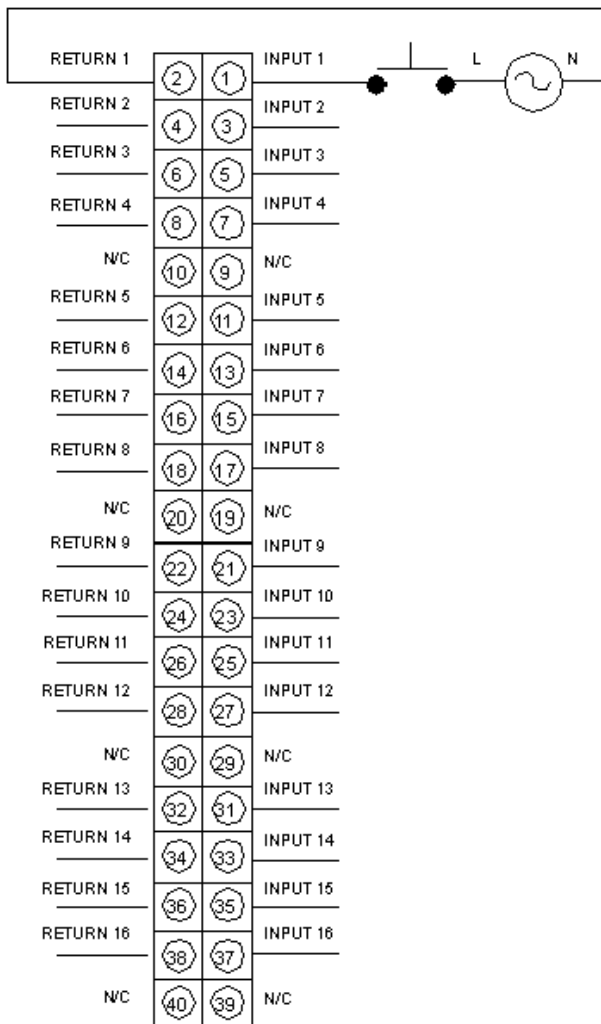 RETURN 1 2 1 INPUT 1 L N
RETURN 2 4 3 INPUT 2
RETURN 3 6 5 INPUT 3
RETURN 4 8 7 INPUT 4
N/C 10 9 N/C
RETURN 5 12 11 INPUT 5
RETURN 6 14 13 INPUT 6
RETURN 7 16 15 INPUT 7
RETURN 8 18 17 INPUT 8
N/C 20 19 N/C
RETURN 9 22 21 INPUT 9
RETURN 10 24 23 INPUT 10
RETURN 11 26 25 INPUT 11
RETURN 12 28 27 INPUT 12
N/C 30 29 N/C
RETURN 13 32 31 INPUT 13
RETURN 14 34 33 INPUT 14
RETURN 15 36 35 INPUT 15
RETURN 16 38 37 INPUT 16
N/C 40 39 N/C